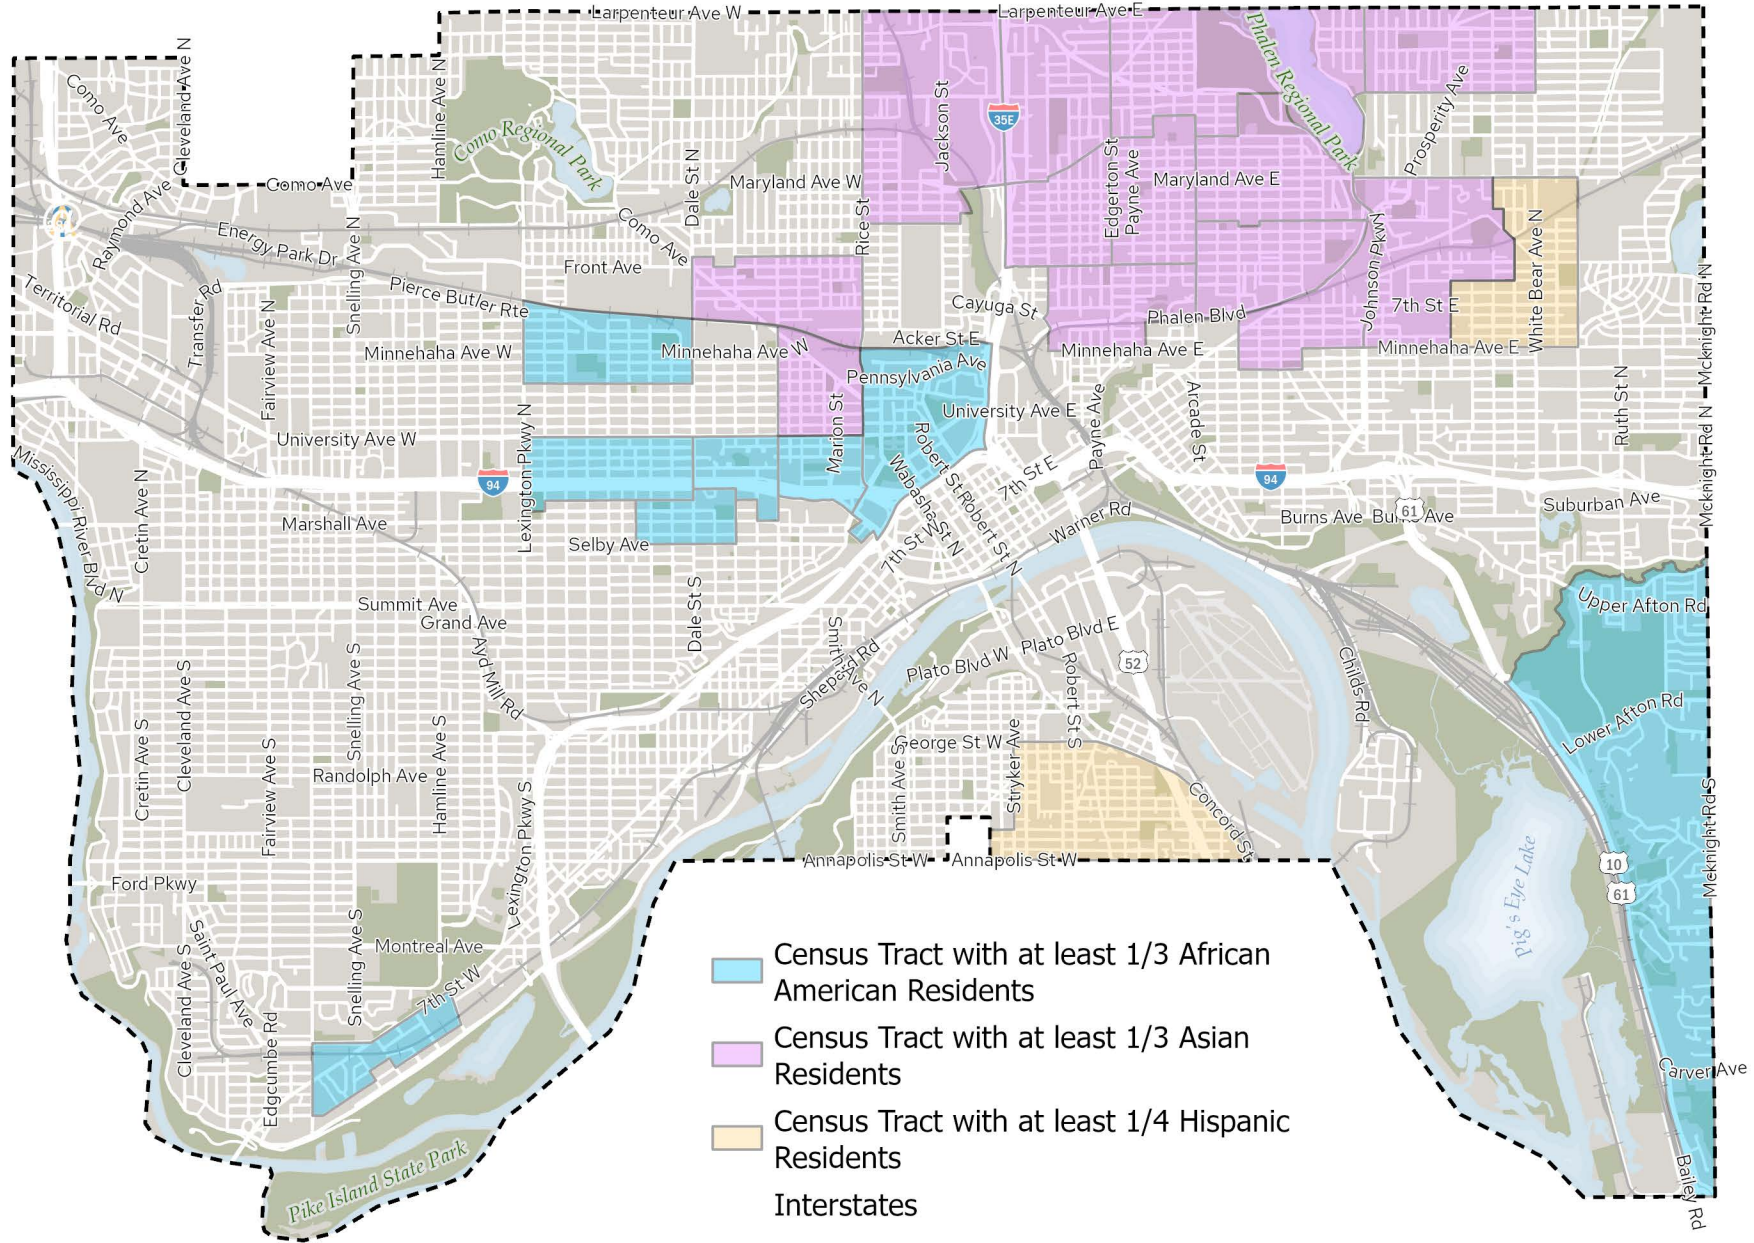 Larpenteur Ave W
Larpenteur Ave E
Como Ave
Cleveland Ave N
Hamline Ave N
Como Regional Park
Phalen Regional Park
Jackson St
35E
Prosperity Ave
Raymond Ave
Como Ave
Dale St N
Maryland Ave W
Edgerton St
Payne Ave
Maryland Ave E
Energy Park Dr
Snelling Ave N
Como Ave
Rice St
Johnson Pkwy
White Bear Ave N
Territorial Rd
Transfer Rd
Front Ave
Pierce Butler Rte
Cayuga St
Phalen Blvd
7th St E
Mcknight Rd N
Fairview Ave N
Minnehaha Ave W
Minnehaha Ave W
Acker St E
Minnehaha Ave E
Minnehaha Ave E
Mcknight Rd N
Pennsylvania Ave
University Ave E
Payne Ave
Arcade St
Ruth St N
University Ave W
Lexington Pkwy N
Marion St
Robert St
Mississippi River Blvd N
Cretin Ave N
94
Wabasha St N
7th St E
94
Suburban Ave
Mcknight Rd N
Marshall Ave
Selby Ave
7th St W
Robert St N
Warner Rd
Burns Ave
Burns Ave
61
Summit Ave
Grand Ave
Dale St S
Upper Afton Rd
Ayd Mill Rd
Smith Ave N
Shepard Rd
Plato Blvd W
Plato Blvd E
52
Robert St S
Childs Rd
Lower Afton Rd
Cretin Ave S
Cleveland Ave S
Snelling Ave S
Fairview Ave S
Randolph Ave
Hamline Ave S
Lexington Pkwy S
George St W
Smith Ave S
Stryker Ave
Concord St
Mcknight Rd S
Annapolis St W
Annapolis St W
Pig's Eye Lake
10
61
Ford Pkwy
Saint Paul Ave
Cleveland Ave S
Snelling Ave S
Montreal Ave
7th St W
Edgcumbe Rd
Carver Ave
Bailey Rd
Pike Island State Park
Census Tract with at least 1/3 African
American Residents
Census Tract with at least 1/3 Asian
Residents
Census Tract with at least 1/4 Hispanic
Residents
Interstates